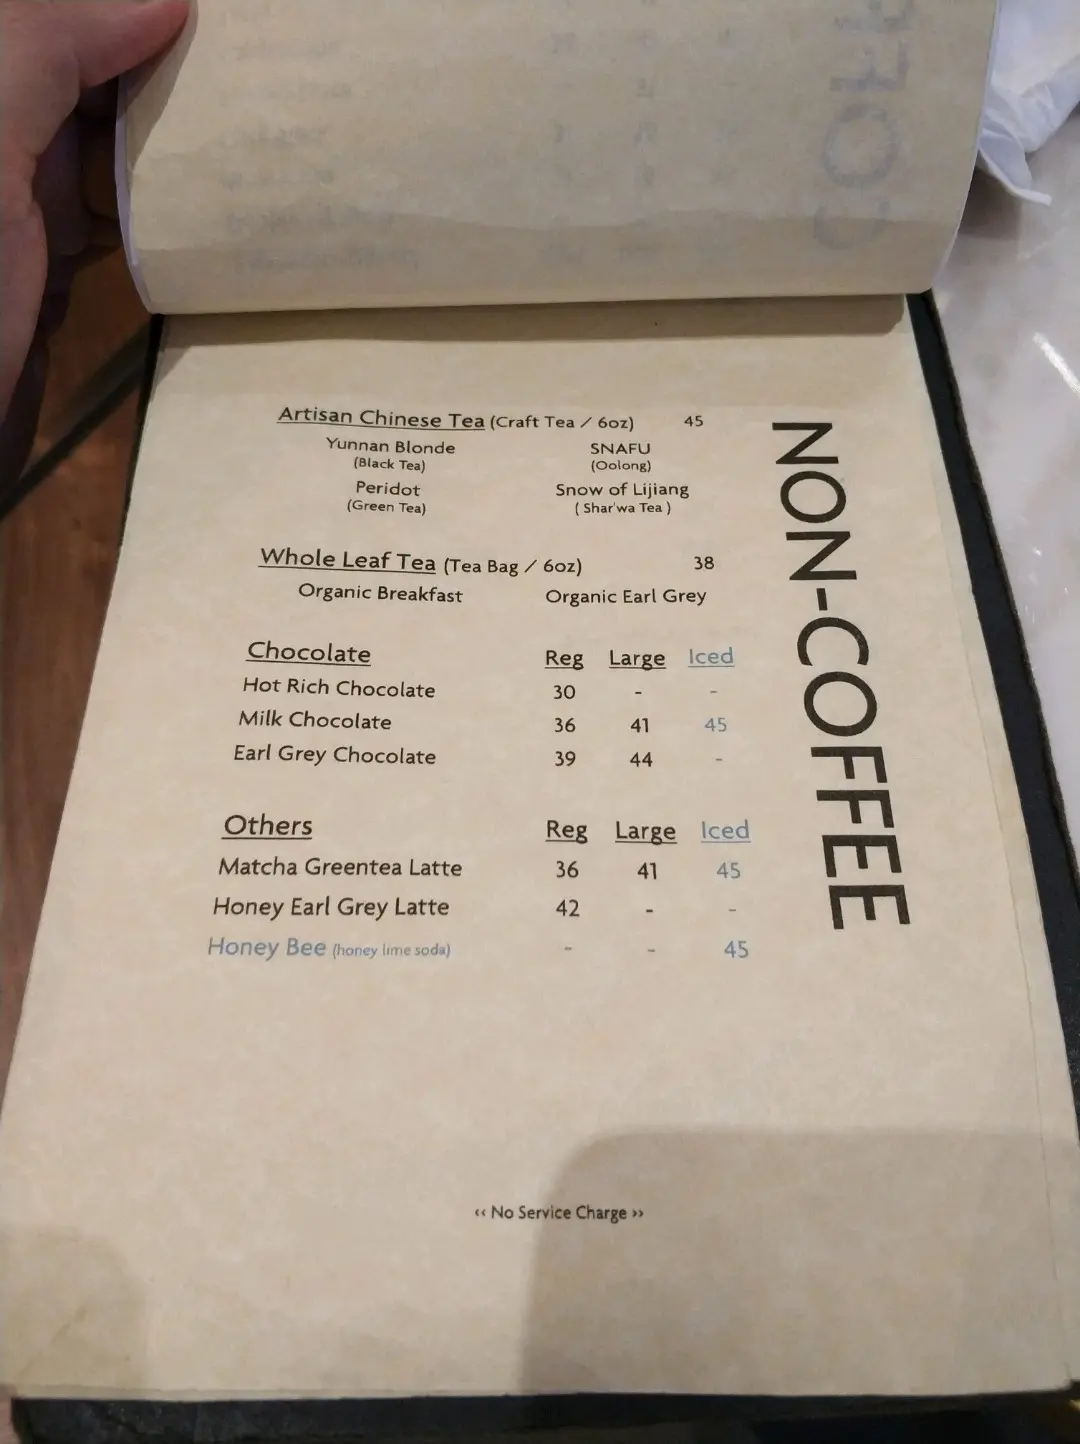 Artisan Chinese Tea (Craft Tea / 6oz) 45
Yunnan Blonde SNAFU
(Black Tea) (Oolong)
Peridot Snow of Lijiang
(Green Tea) ( Shar'wa Tea )
Whole Leaf Tea (Tea Bag / 6oz) 38
Organic Breakfast Organic Earl Grey
Chocolate Reg Large Iced
Hot Rich Chocolate 30 - -
Milk Chocolate 36 41 45
Earl Grey Chocolate 39 44 -
Others Reg Large Iced
Matcha Greentea Latte 36 41 45
Honey Earl Grey Latte 42 - -
Honey Bee (honey lime soda) - - 45
NON-COFFEE
‹‹ No Service Charge ››